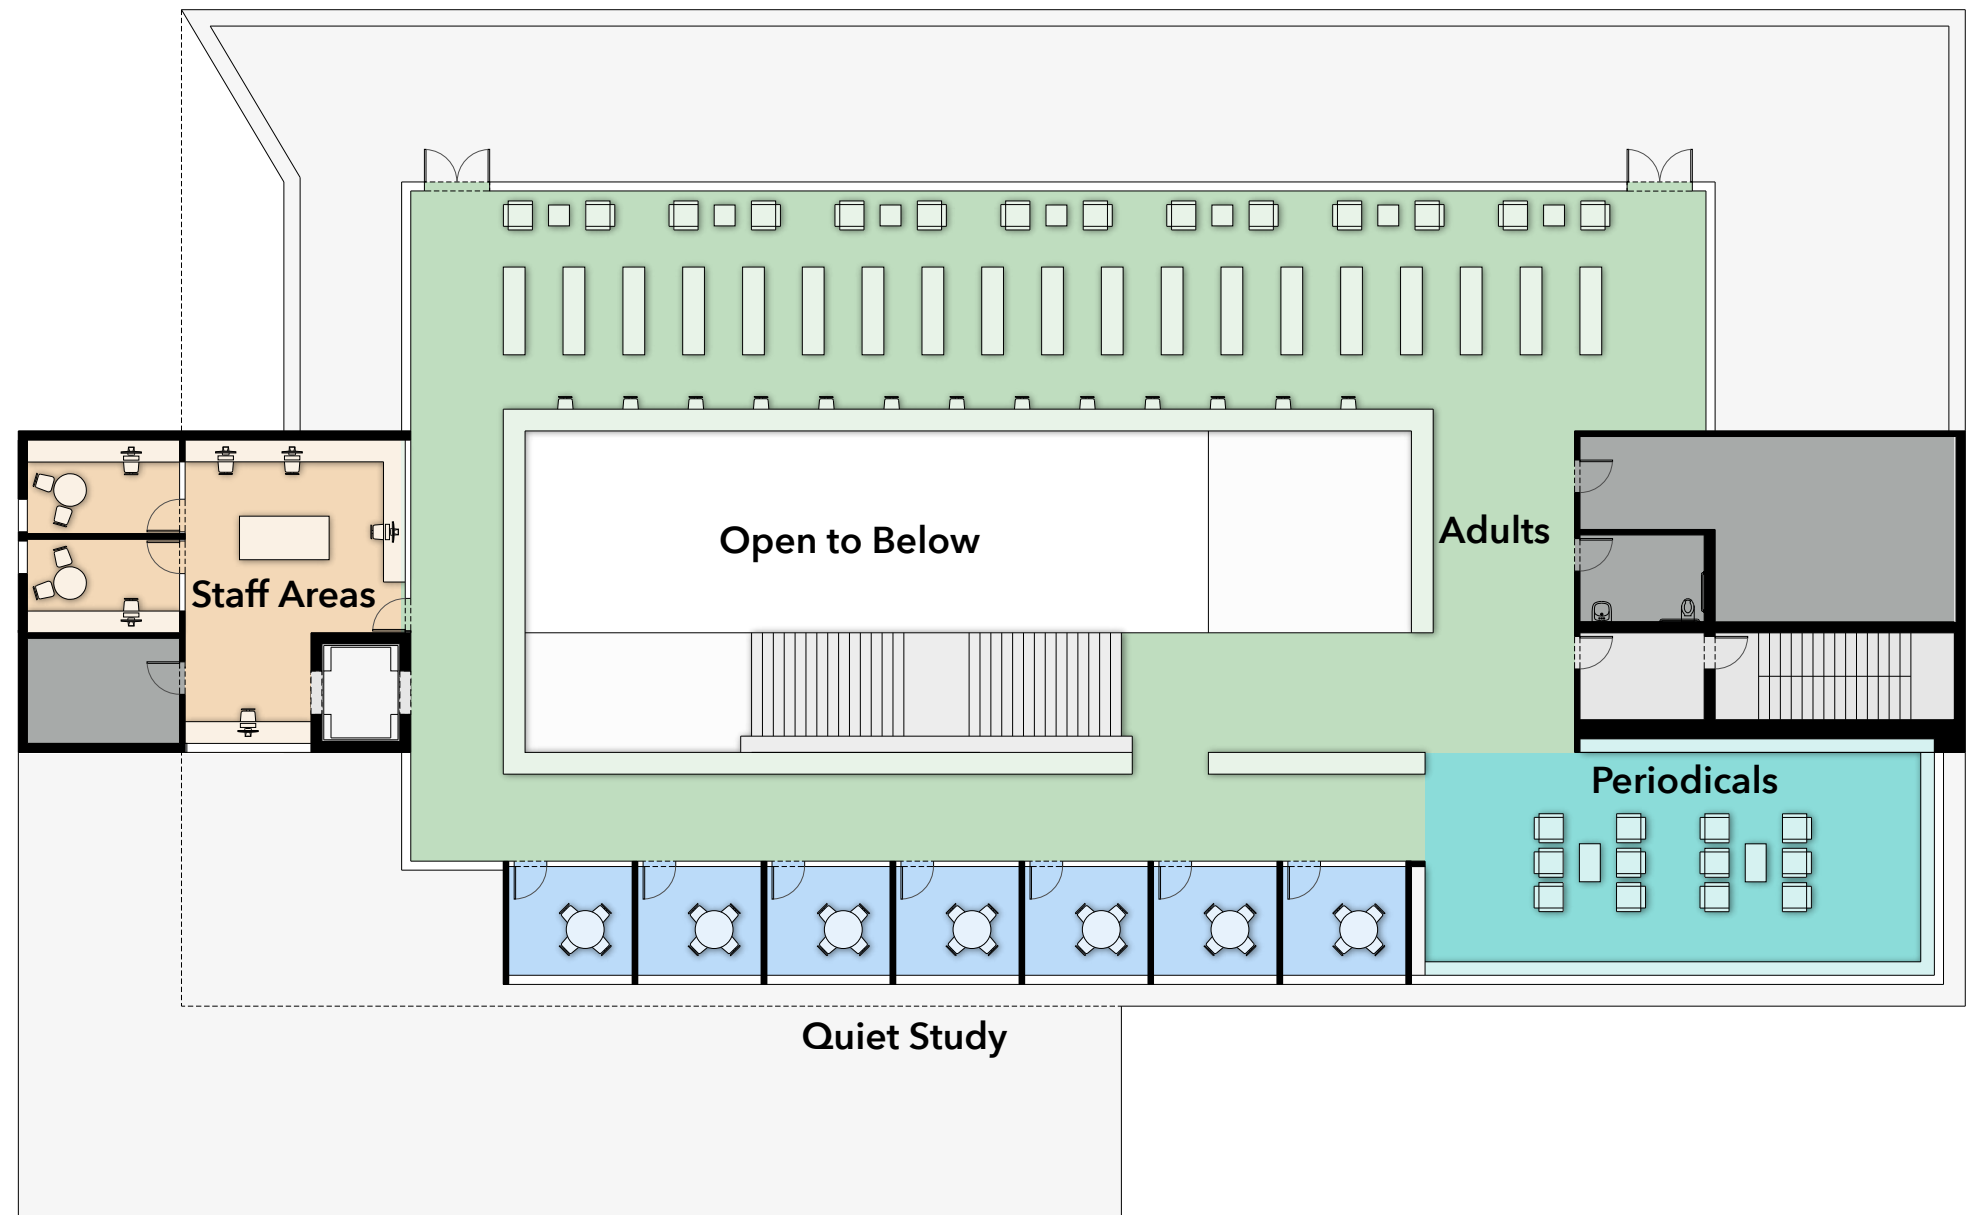 Open to Below
Adults
Staff Areas
Periodicals
Quiet Study